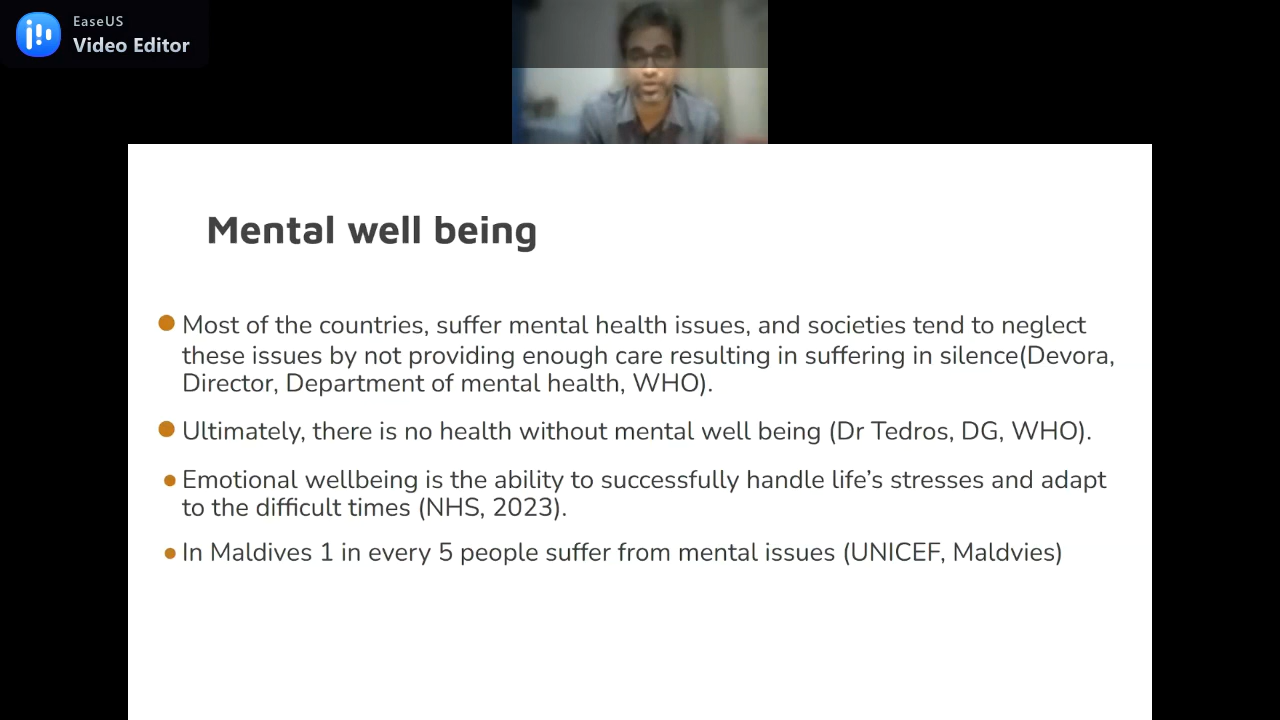 EaseUS
Video Editor
Mental well being
Most of the countries, suffer mental health issues, and societies tend to neglect
these issues by not providing enough care resulting in suffering in silence(Devora,
Director, Department of mental health, WHO).
Ultimately, there is no health without mental well being (Dr Tedros, DG, WHO).
Emotional wellbeing is the ability to successfully handle life’s stresses and adapt
to the difficult times (NHS, 2023).
In Maldives 1 in every 5 people suffer from mental issues (UNICEF, Maldvies)